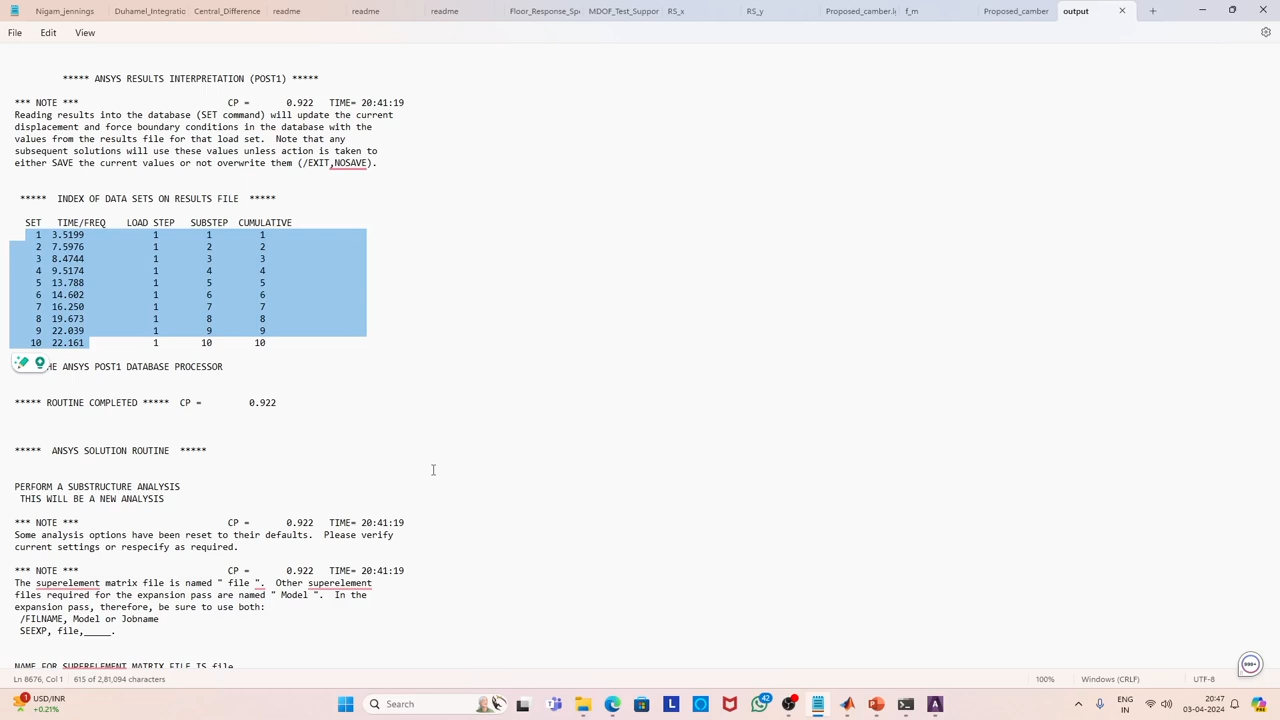 Nigam_jennings
Duhamel_Integratic
Central_Difference
readme
readme
readme
Floor_Response_Spe
MDOF_Test_Suppor
RS_x
RS_y
Proposed_camber.l
f_m
Proposed_camber
output
File Edit View
***** ANSYS RESULTS INTERPRETATION (POST1) *****
*** NOTE *** CP = 0.922 TIME= 20:41:19
Reading results into the database (SET command) will update the current
displacement and force boundary conditions in the database with the
values from the results file for that load set. Note that any
subsequent solutions will use these values unless action is taken to
either SAVE the current values or not overwrite them (/EXIT,NOSAVE).
***** INDEX OF DATA SETS ON RESULTS FILE *****
SET TIME/FREQ LOAD STEP SUBSTEP CUMULATIVE
1 3.5199 1 1 1
2 7.5976 1 2 2
3 8.4744 1 3 3
4 9.5174 1 4 4
5 13.788 1 5 5
6 14.602 1 6 6
7 16.250 1 7 7
8 19.673 1 8 8
9 22.039 1 9 9
10 22.161 1 10 10
HE ANSYS POST1 DATABASE PROCESSOR
***** ROUTINE COMPLETED ***** CP = 0.922
***** ANSYS SOLUTION ROUTINE *****
PERFORM A SUBSTRUCTURE ANALYSIS
THIS WILL BE A NEW ANALYSIS
*** NOTE *** CP = 0.922 TIME= 20:41:19
Some analysis options have been reset to their defaults. Please verify
current settings or respecify as required.
*** NOTE *** CP = 0.922 TIME= 20:41:19
The superelement matrix file is named " file ". Other superelement
files required for the expansion pass are named " Model ". In the
expansion pass, therefore, be sure to use both:
/FILNAME, Model or Jobname
SEEXP, file,_____.
NAME FOR SUPERELEMENT MATRIX FILE IS file
Ln 8676, Col 1 615 of 2,81,094 characters 100% Windows (CRLF) UTF-8
USD/INR
+0.21%
Search
42
ENG
IN
20:47
03-04-2024